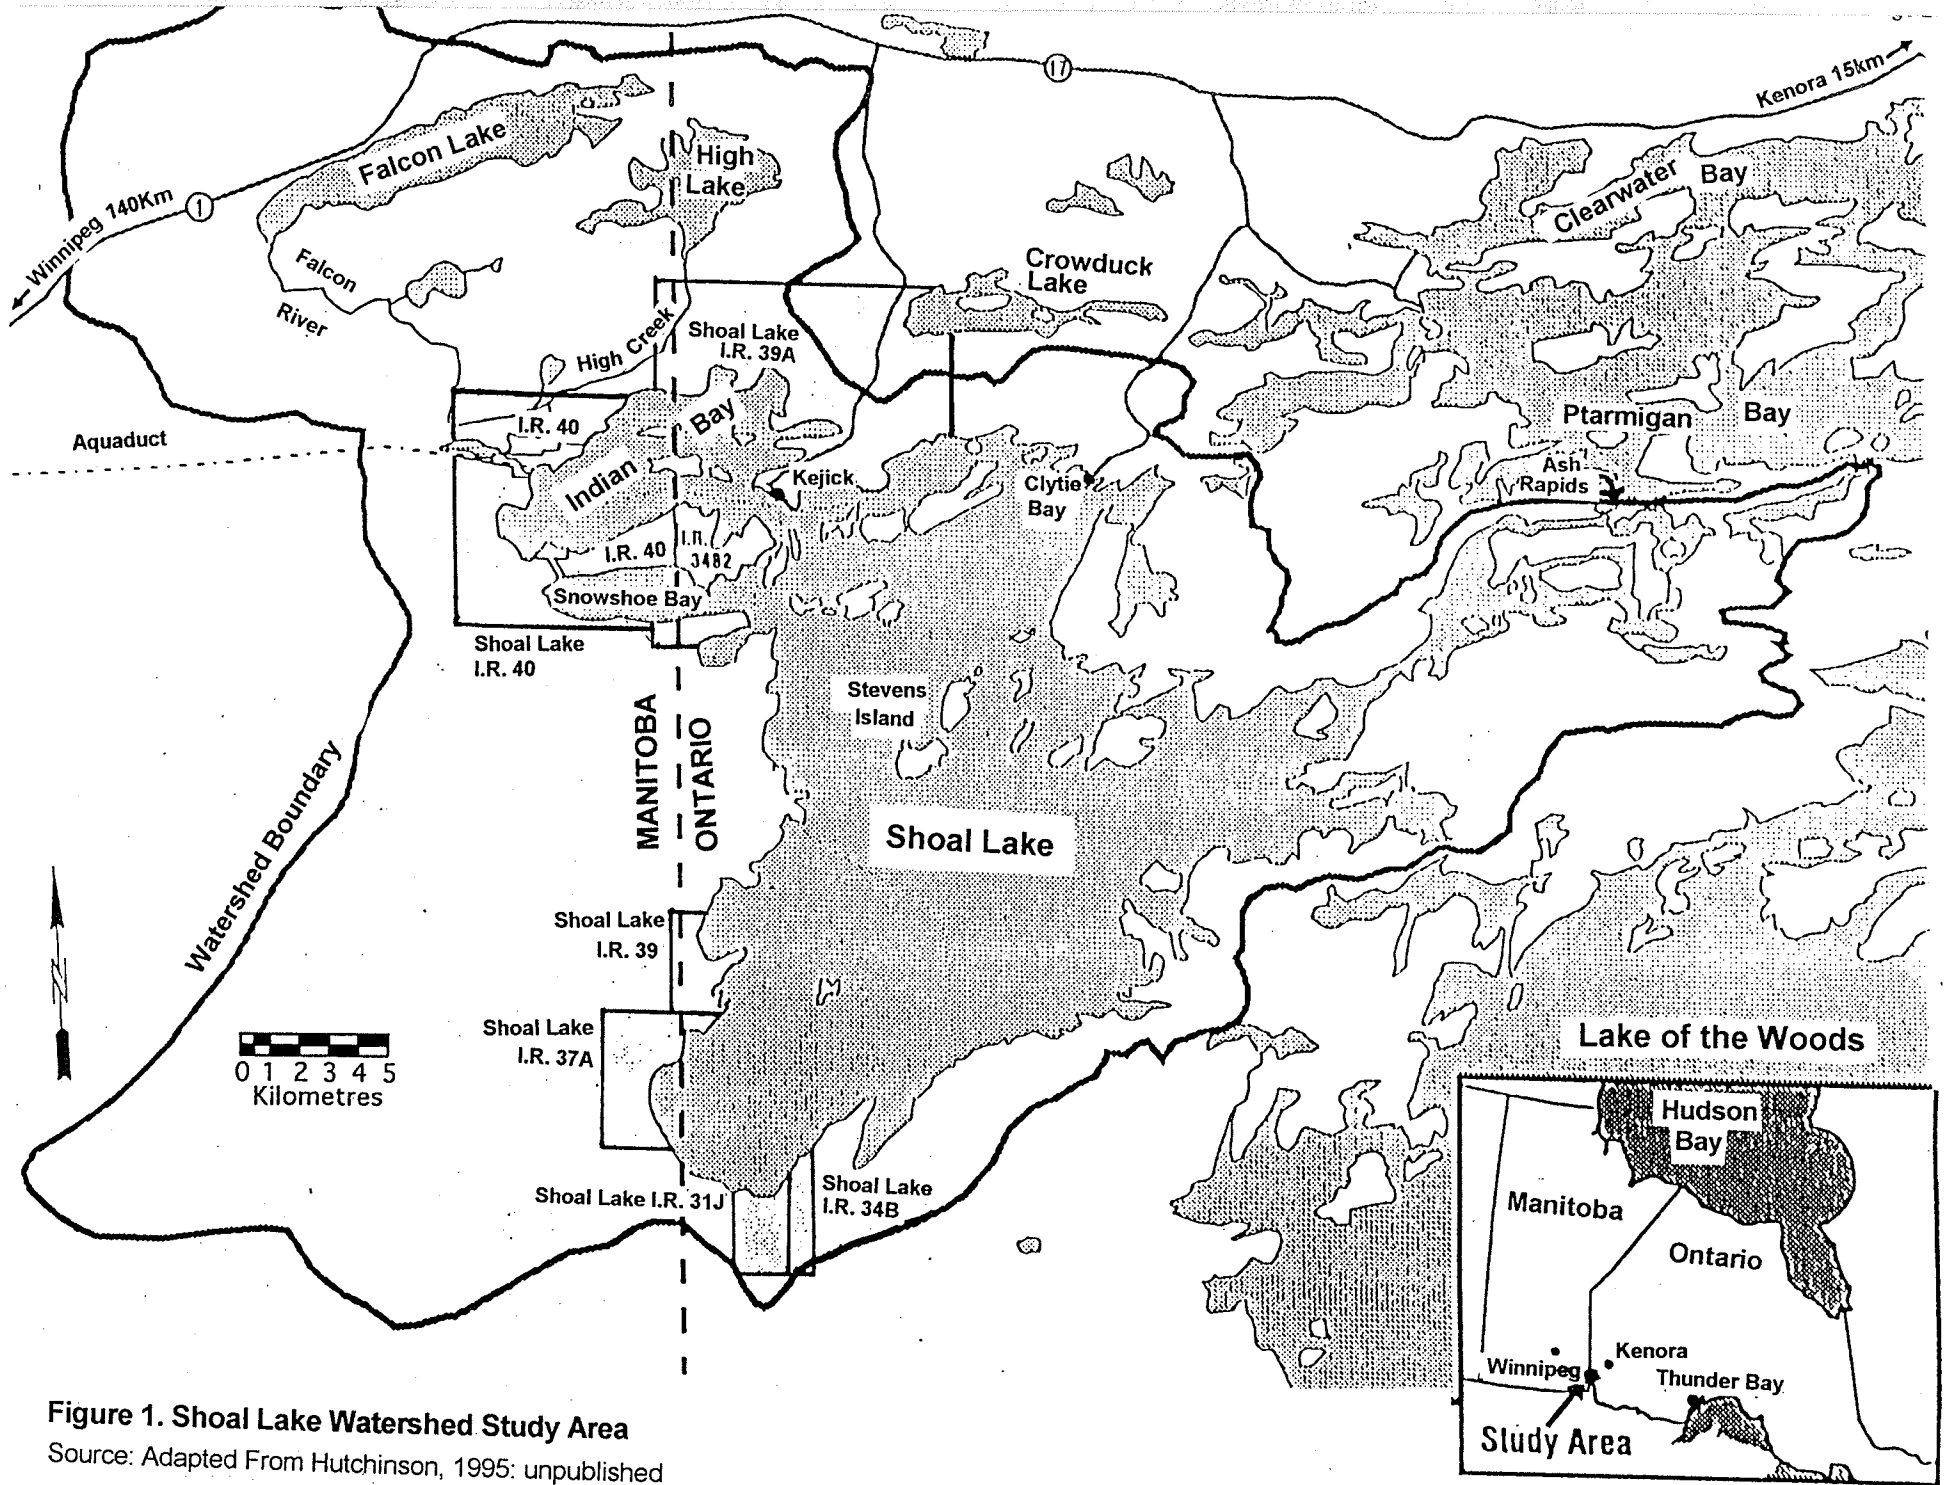 17
Kenora 15km
Falcon Lake
High
Lake
Clearwater Bay
Winnipeg 140Km
1
Falcon
River
Crowduck
Lake
High Creek
Shoal Lake
I.R. 39A
I.R. 40
Bay
Ptarmigan Bay
Aquaduct
Indian
Kejick
Clytie
Bay
Ash
Rapids
I.R. 40
3482
Snowshoe Bay
Shoal Lake
I.R. 40
Stevens
Island
MANITOBA
ONTARIO
Watershed Boundary
Shoal Lake
Shoal Lake
I.R. 39
N
Shoal Lake
I.R. 37A
Lake of the Woods
0 1 2 3 4 5
Kilometres
Shoal Lake I.R. 31J
Shoal Lake
I.R. 34B
Hudson
Bay
Manitoba
Ontario
Winnipeg
Kenora
Thunder Bay
Study Area
Figure 1. Shoal Lake Watershed Study Area
Source: Adapted From Hutchinson, 1995: unpublished